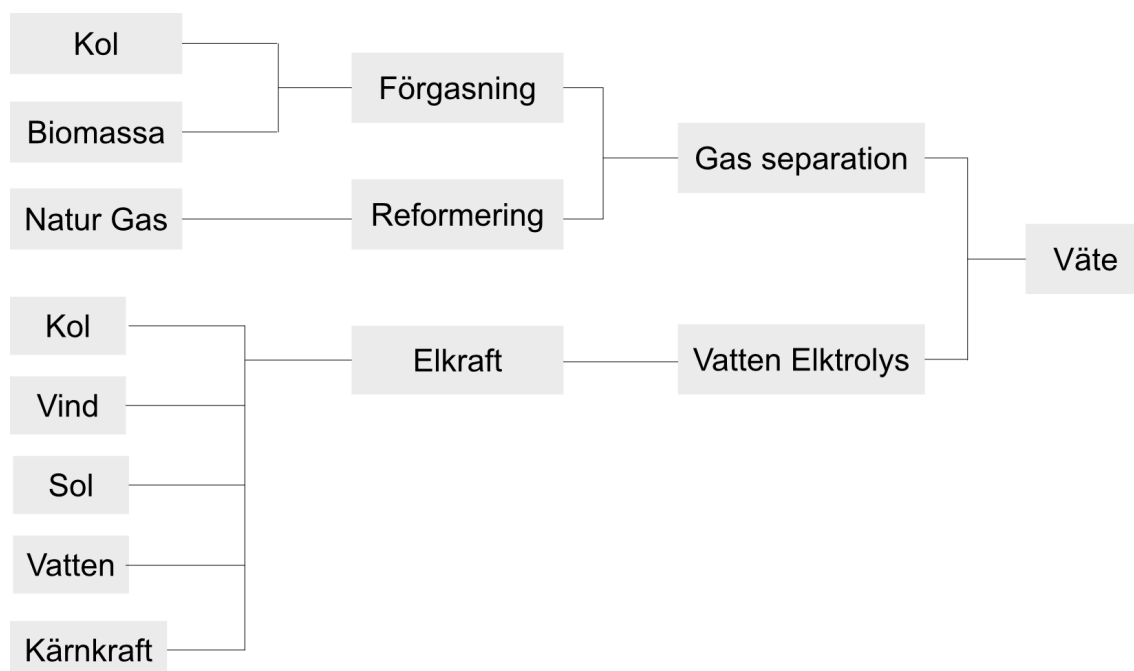 Kol
Biomassa
Natur Gas
Förgasning
Reformering
Gas separation
Väte
Kol
Vind
Sol
Vatten
Kärnkraft
Elkraft
Vatten Elktrolys